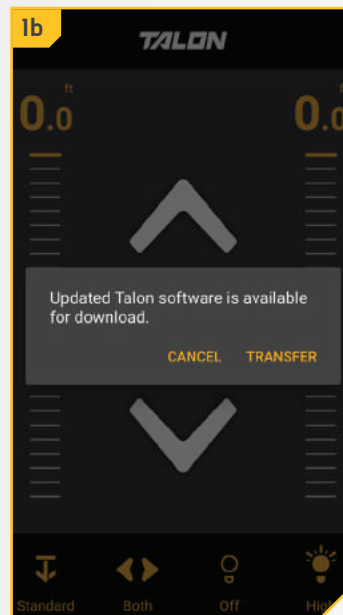 1b
TALON
ft
0.0
0.0
Updated Talon software is available
for download.
CANCEL TRANSFER
Standard Both Off High